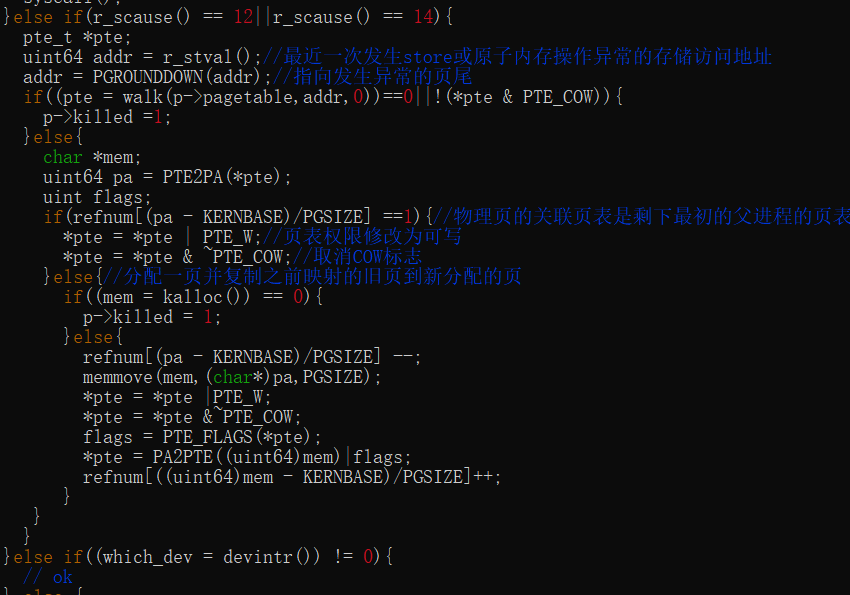 syscall();
}else if(r_scause() == 12||r_scause() == 14){
  pte_t *pte;
  uint64 addr = r_stval();//最近一次发生store或原子内存操作异常的存储访问地址
  addr = PGROUNDDOWN(addr);//指向发生异常的页尾
  if((pte = walk(p->pagetable,addr,0))==0||!(*pte & PTE_COW)){
    p->killed =1;
  }else{
    char *mem;
    uint64 pa = PTE2PA(*pte);
    uint flags;
    if(refnum[(pa - KERNBASE)/PGSIZE] ==1){//物理页的关联页表是剩下最初的父进程的页表
      *pte = *pte | PTE_W;//页表权限修改为可写
      *pte = *pte & ~PTE_COW;//取消COW标志
    }else{//分配一页并复制之前映射的旧页到新分配的页
      if((mem = kalloc()) == 0){
        p->killed = 1;
      }else{
        refnum[(pa - KERNBASE)/PGSIZE] --;
        memmove(mem,(char*)pa,PGSIZE);
        *pte = *pte |PTE_W;
        *pte = *pte &~PTE_COW;
        flags = PTE_FLAGS(*pte);
        *pte = PA2PTE((uint64)mem)|flags;
        refnum[((uint64)mem - KERNBASE)/PGSIZE]++;
      }
   }
  }
}else if((which_dev = devintr()) != 0){
  // ok
} else {